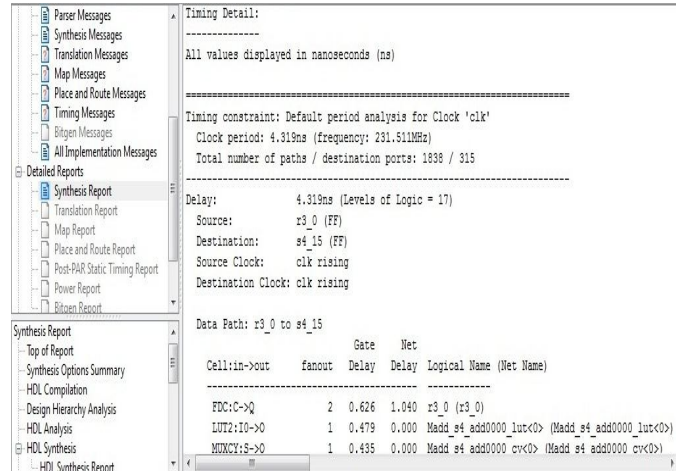 Parser Messages
Synthesis Messages
Translation Messages
Map Messages
Place and Route Messages
Timing Messages
Bitgen Messages
All Implementation Messages
Detailed Reports
Synthesis Report
Translation Report
Map Report
Place and Route Report
Post-PAR Static Timing Report
Power Report
Bitgen Report
Synthesis Report
Top of Report
Synthesis Options Summary
HDL Compilation
Design Hierarchy Analysis
HDL Analysis
HDL Synthesis
HDL Synthesis Report
Timing Detail:
--------------
All values displayed in nanoseconds (ns)
=========================================================================
Timing constraint: Default period analysis for Clock 'clk'
Clock period: 4.319ns (frequency: 231.511MHz)
Total number of paths / destination ports: 1838 / 315
-------------------------------------------------------------------------
Delay: 4.319ns (Levels of Logic = 17)
Source: r3_0 (FF)
Destination: s4_15 (FF)
Source Clock: clk rising
Destination Clock: clk rising
Data Path: r3_0 to s4_15
Gate Net
Cell:in->out fanout Delay Delay Logical Name (Net Name)
---------------------------------------- ------------
FDC:C->Q 2 0.626 1.040 r3_0 (r3_0)
LUT2:I0->O 1 0.479 0.000 Madd_s4_add0000_lut<0> (Madd_s4_add0000_lut<0>)
MUXCY:S->O 1 0.435 0.000 Madd_s4_add0000_cy<0> (Madd_s4_add0000_cy<0>)